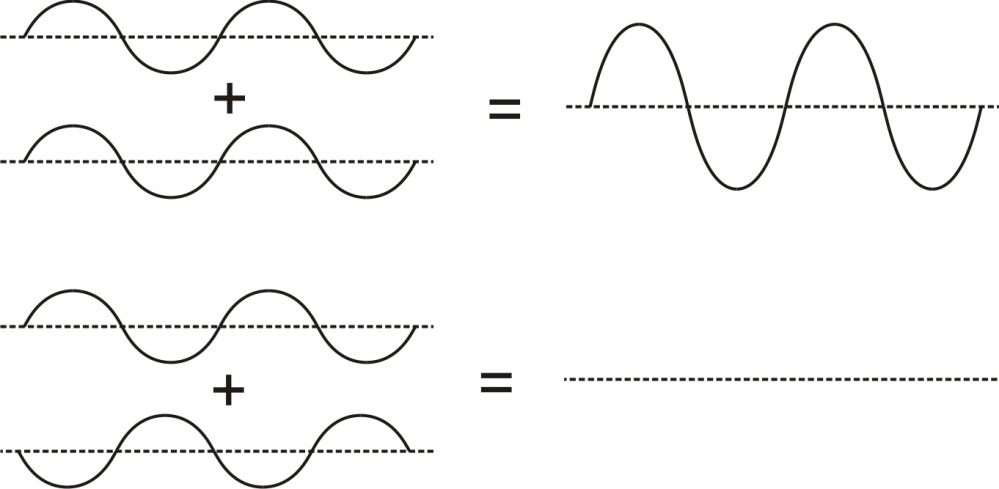 +
=
+
=